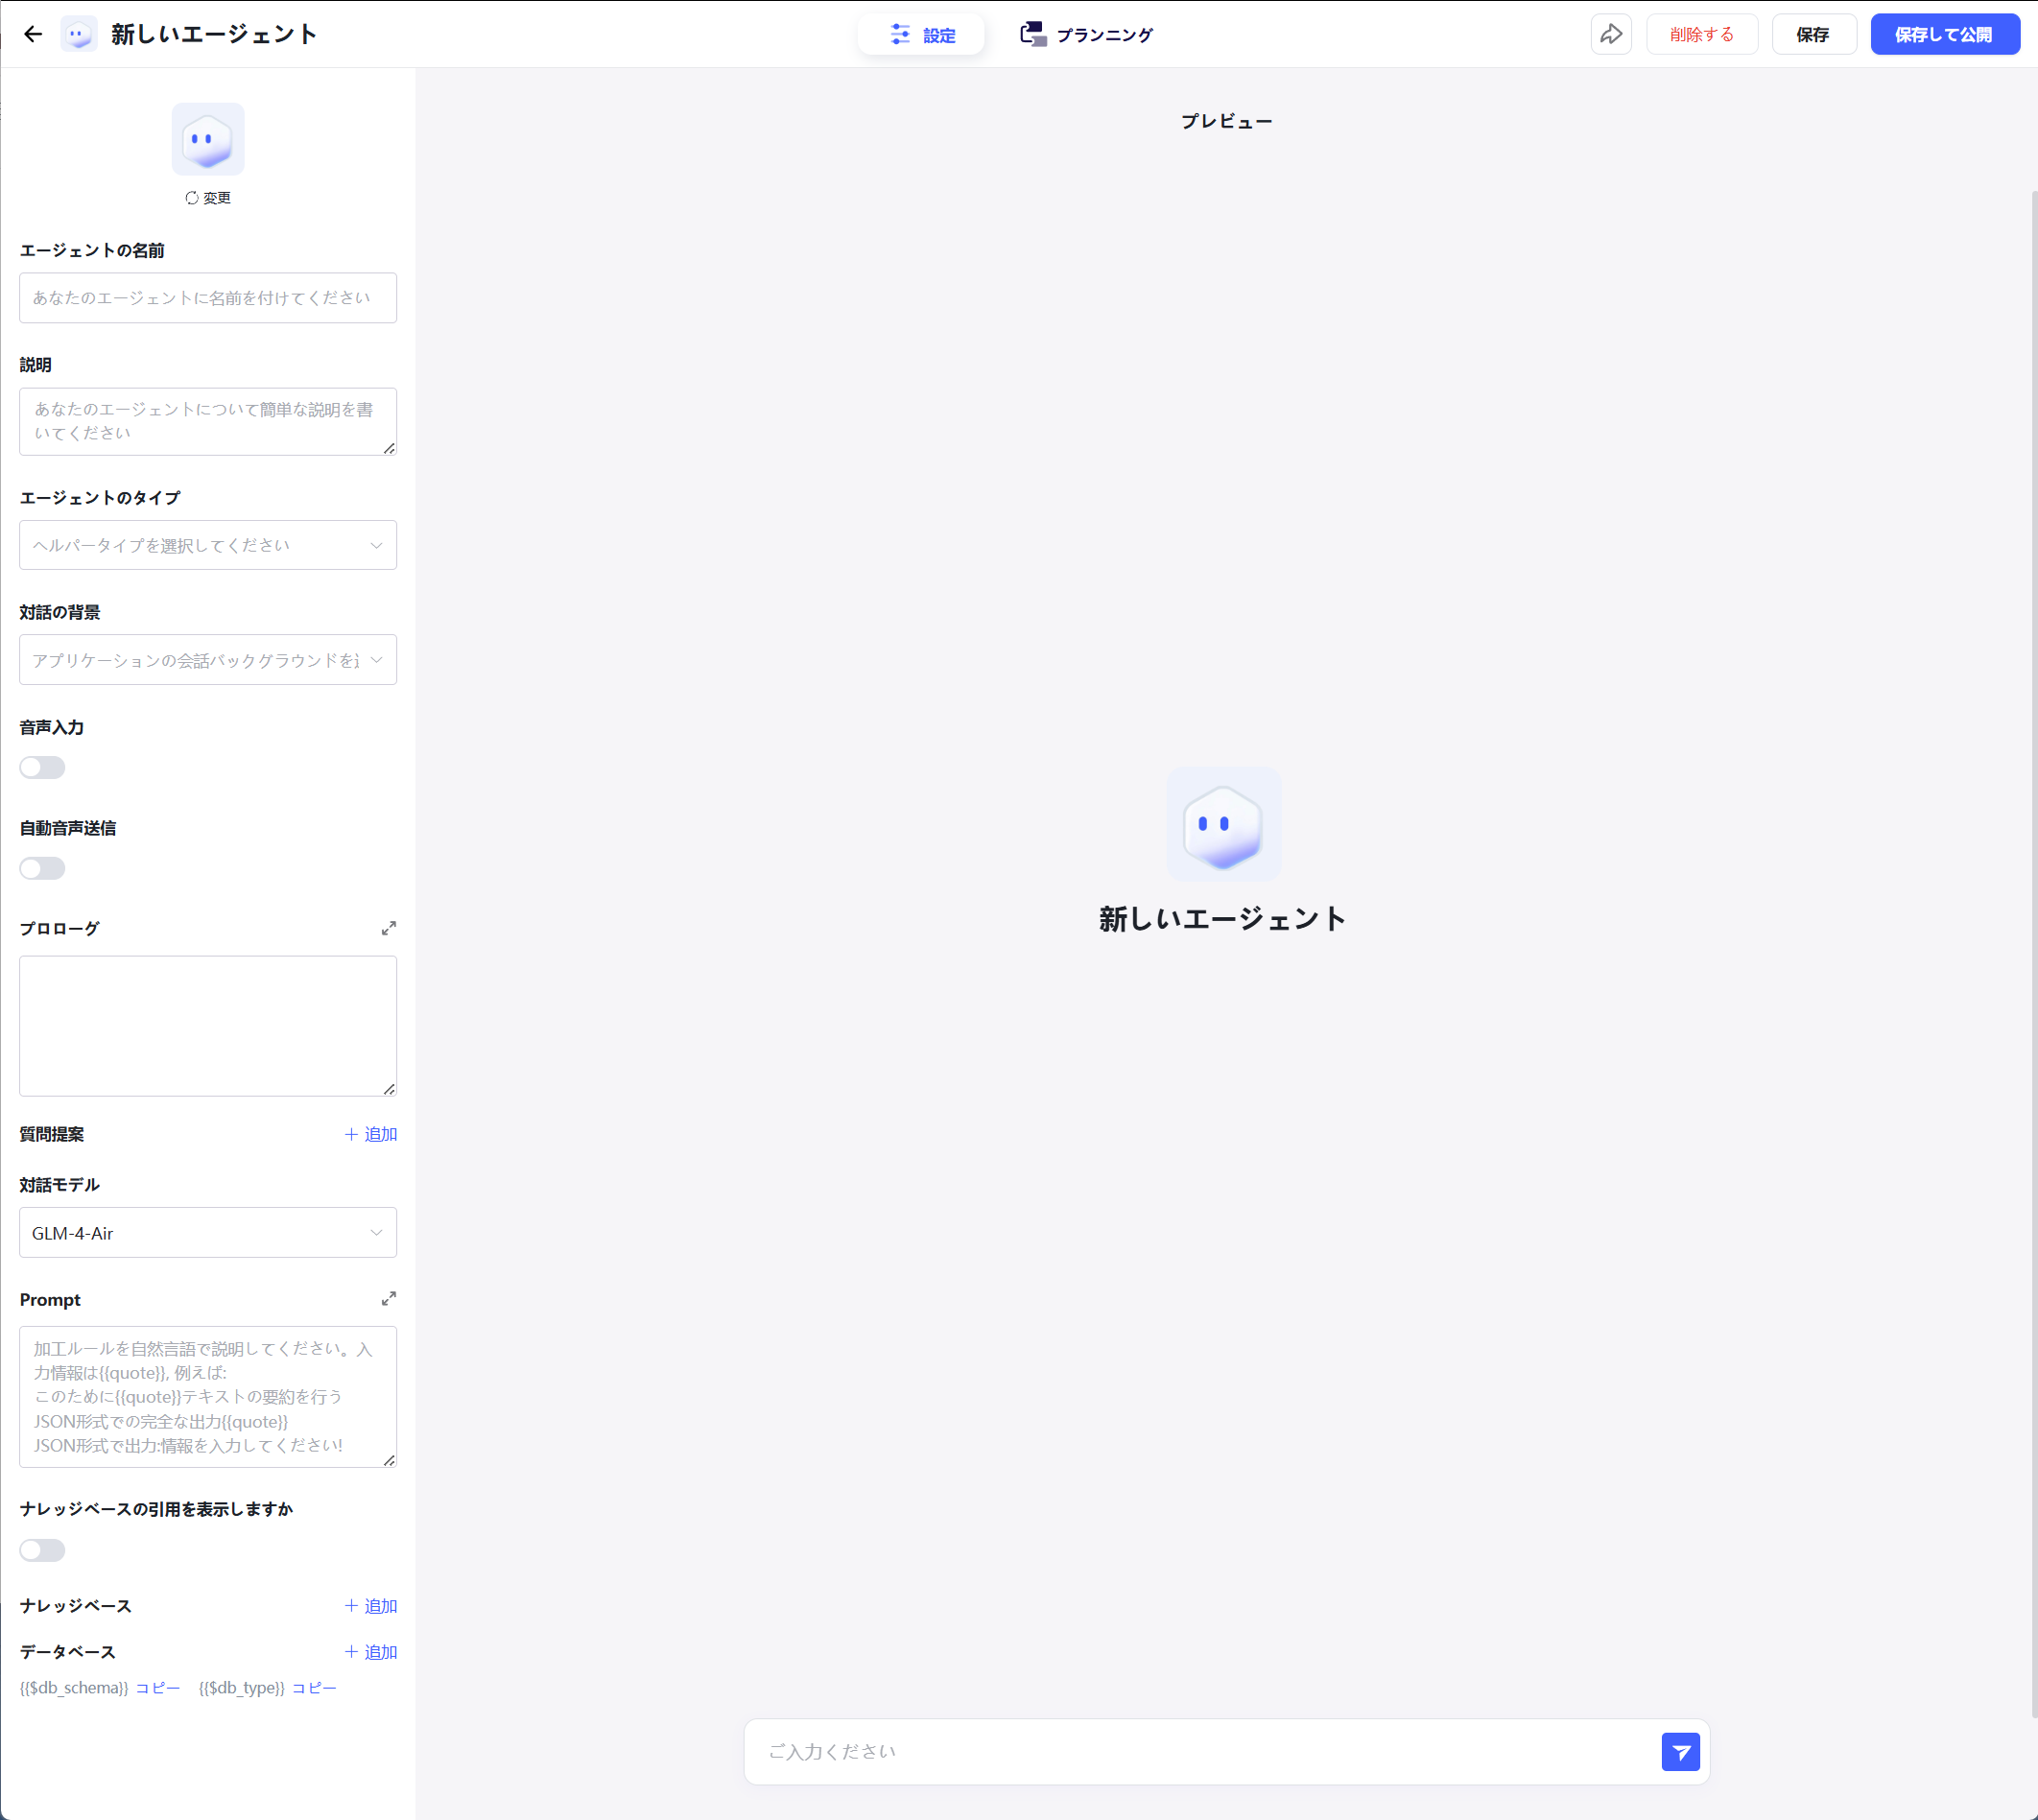 新しいエージェント
設定
プランニング
削除する
保存
保存して公開
変更
エージェントの名前
あなたのエージェントに名前を付けてください
説明
あなたのエージェントについて簡単な説明を書
いてください
エージェントのタイプ
ヘルパータイプを選択してください
対話の背景
アプリケーションの会話バックグラウンドを
音声入力
自動音声送信
プロローグ
質問提案
追加
対話モデル
GLM-4-Air
Prompt
加工ルールを自然言語で説明してください。入
力情報は{{quote}}, 例えば:
このために{{quote}}テキストの要約を行う
JSON形式での完全な出力{{quote}}
JSON形式で出力:情報を入力してください!
ナレッジベースの引用を表示しますか
ナレッジベース
追加
データベース
追加
{{$db_schema}} コピー {{$db_type}} コピー
プレビュー
新しいエージェント
ご入力ください